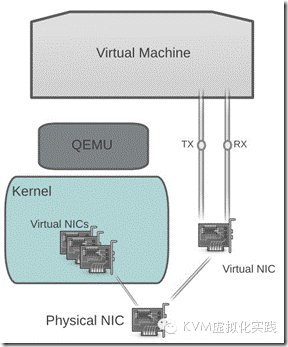 Virtual Machine
QEMU
TX
RX
Kernel
Virtual NICs
Virtual NIC
Physical NIC
KVM虚拟化实践